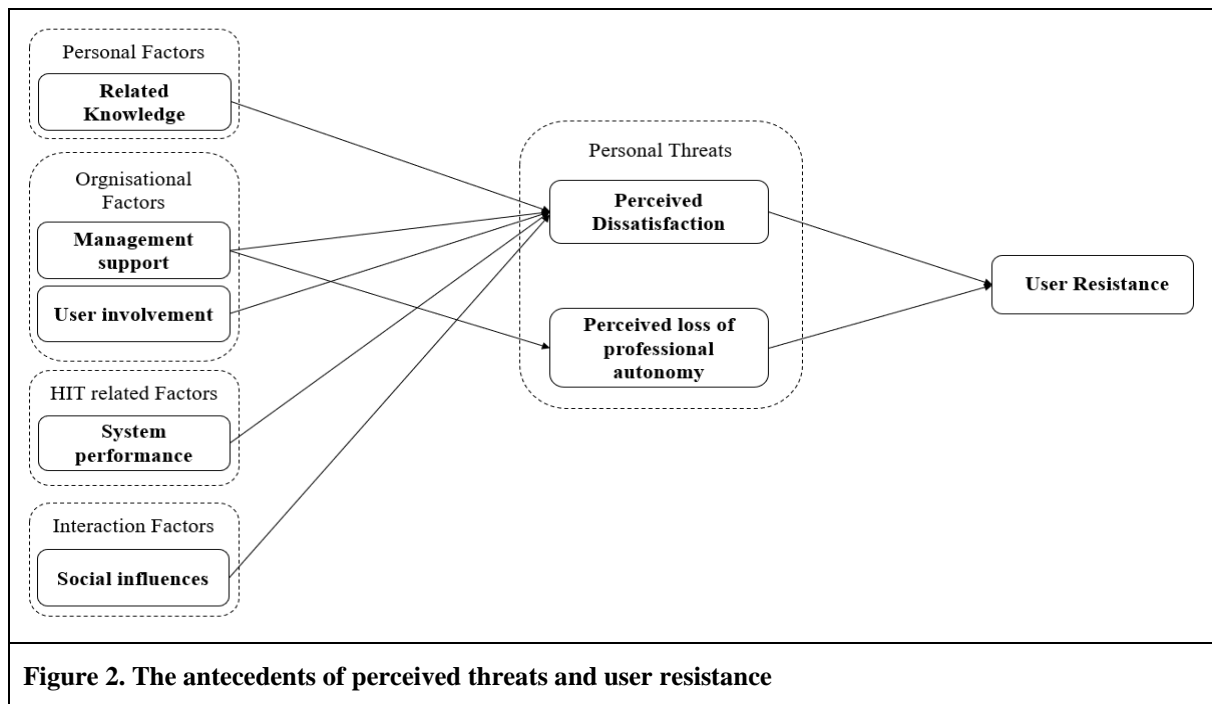 Personal Factors
Related
Knowledge
Orgnisational
Factors
Management
support
User involvement
HIT related Factors
System
performance
Interaction Factors
Social influences
Personal Threats
Perceived
Dissatisfaction
Perceived loss of
professional
autonomy
User Resistance
Figure 2. The antecedents of perceived threats and user resistance